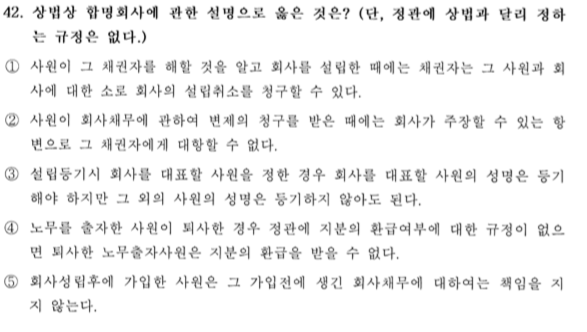 42. 상법상 합명회사에 관한 설명으로 옳은 것은? (단, 정관에 상법과 달리 정하
는 규정은 없다.)
① 사원이 그 채권자를 해할 것을 알고 회사를 설립한 때에는 채권자는 그 사원과 회
사에 대한 소로 회사의 설립취소를 청구할 수 있다.
② 사원이 회사채무에 관하여 변제의 청구를 받은 때에는 회사가 주장할 수 있는 항
변으로 그 채권자에게 대항할 수 없다.
③ 설립등기시 회사를 대표할 사원을 정한 경우 회사를 대표할 사원의 성명은 등기
해야 하지만 그 외의 사원의 성명은 등기하지 않아도 된다.
④ 노무를 출자한 사원이 퇴사한 경우 정관에 지분의 환급여부에 대한 규정이 없으
면 퇴사한 노무출자사원은 지분의 환급을 받을 수 없다.
⑤ 회사성립후에 가입한 사원은 그 가입전에 생긴 회사채무에 대하여는 책임을 지
지 않는다.